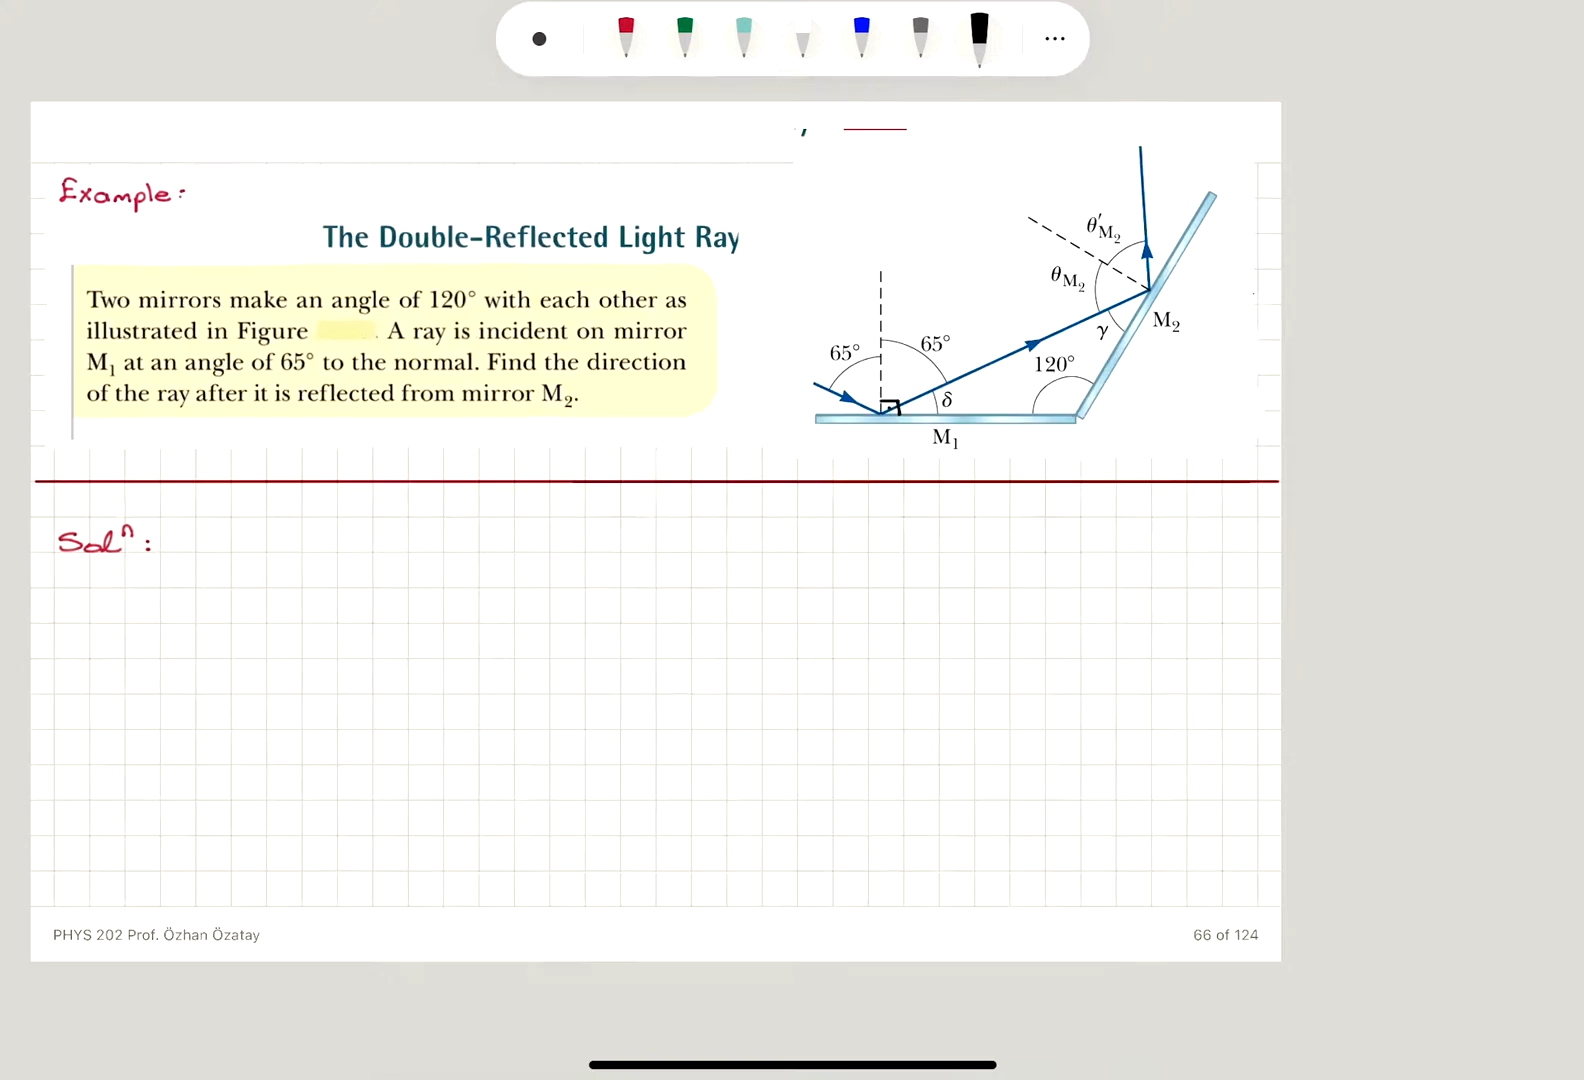 Example:
The Double-Reflected Light Ray
Two mirrors make an angle of 120° with each other as
illustrated in Figure . A ray is incident on mirror
M₁ at an angle of 65° to the normal. Find the direction
of the ray after it is reflected from mirror M₂.
θ′M₂
θM₂
M₂
γ
65°
65°
120°
δ
M₁
Solⁿ:
PHYS 202 Prof. Özhan Özatay
66 of 124